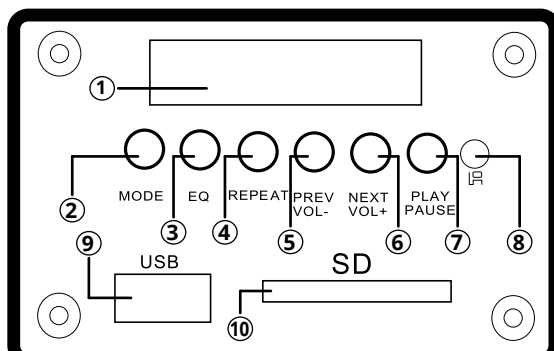 ①
MODE EQ REPEAT PREV NEXT PLAY
VOL- VOL+ PAUSE
② ③ ④ ⑤ ⑥ ⑦ ⑧
⑨ USB SD
⑩